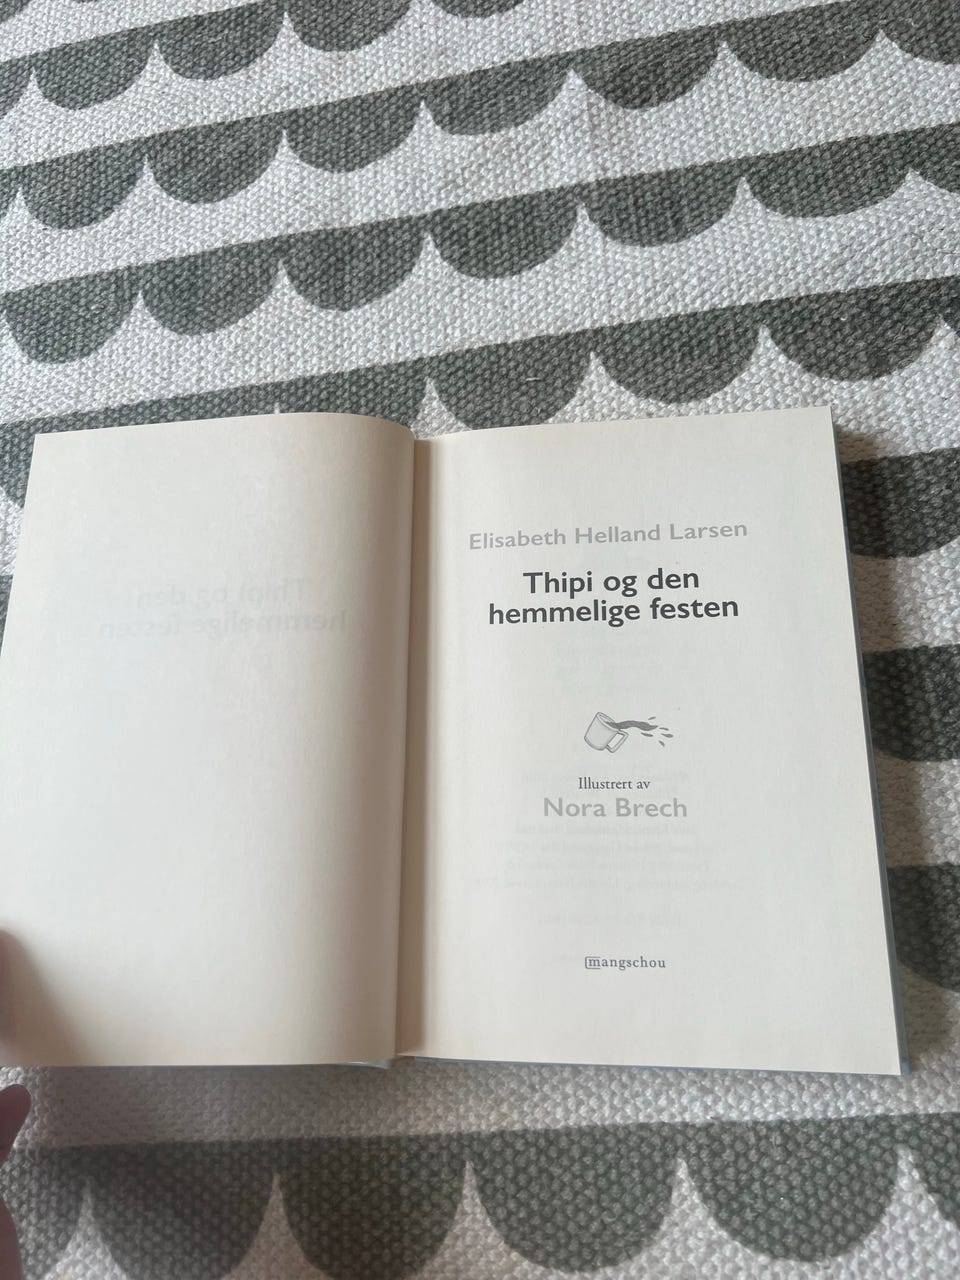 Elisabeth Helland Larsen
Thipi og den
hemmelige festen
Illustrert av
Nora Brech
mangschou